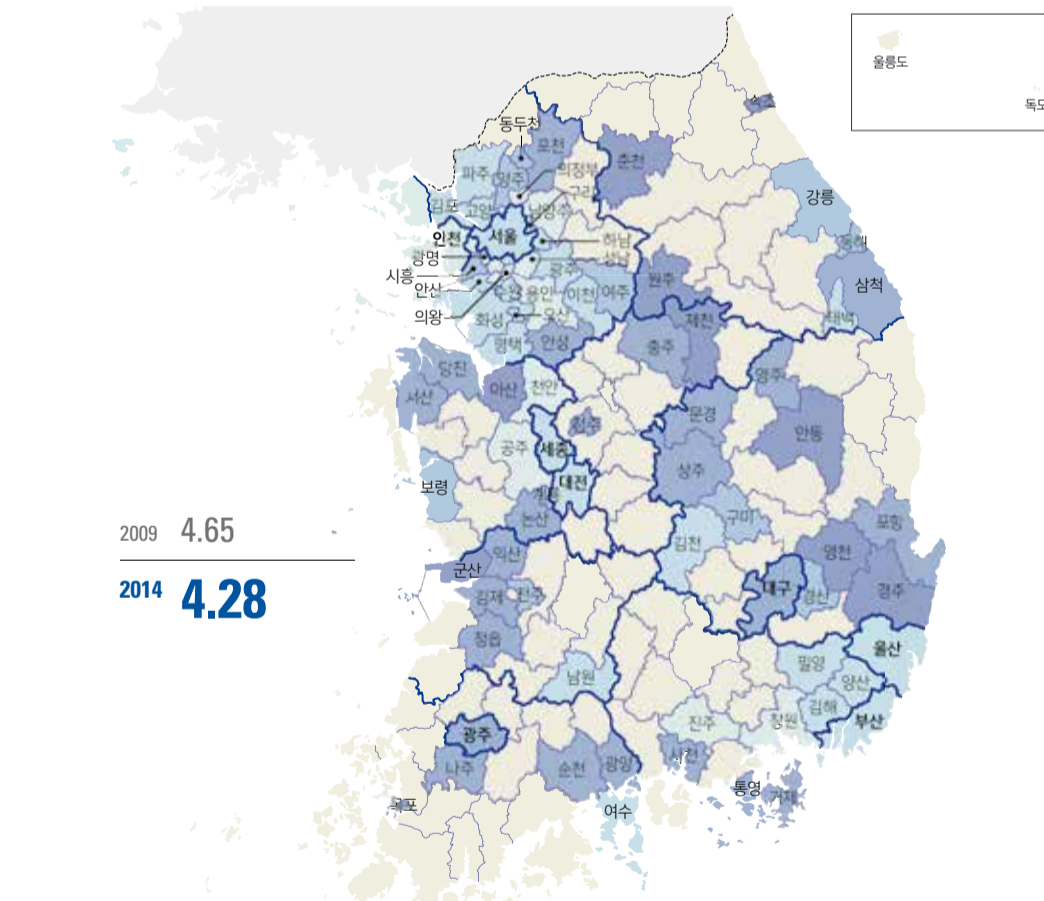 울릉도
독도
속초
동두천
포천
춘천
의정부
파주
양주
구리
강릉
김포
고양
남양주
인천
서울
하남
동해
광명
성남
시흥
광주
안산
원주
삼척
수원
용인
이천
여주
의왕
화성
오산
제천
태백
평택
안성
충주
당진
영주
서산
아산
천안
문경
청주
안동
공주
세종
상주
보령
대전
계룡
논산
구미
포항
2009 4.65
김천
영천
익산
군산
대구
경산
경주
2014 4.28
김제
전주
정읍
울산
밀양
남원
양산
김해
진주
창원
부산
광주
나주
순천
광양
사천
통영
거제
목포
여수